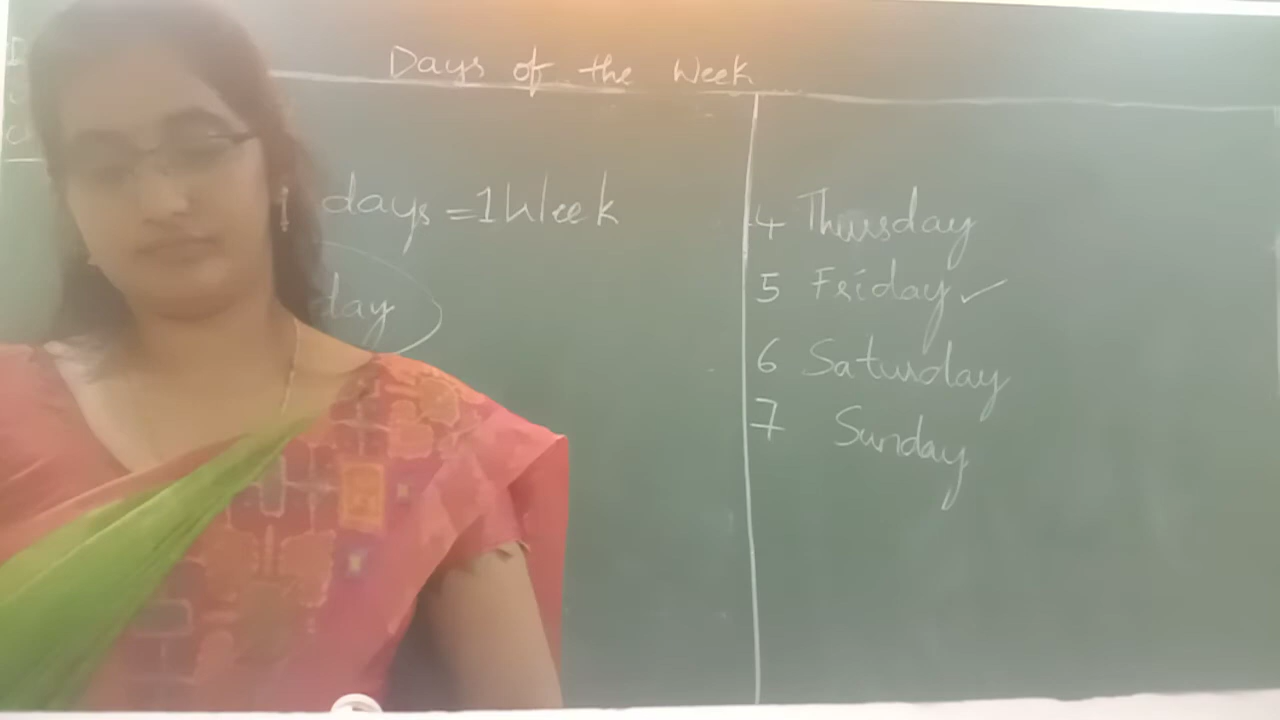 Days of the Week
days = 1 Week
day
4 Thursday
5 Friday ✓
6 Saturday
7 Sunday